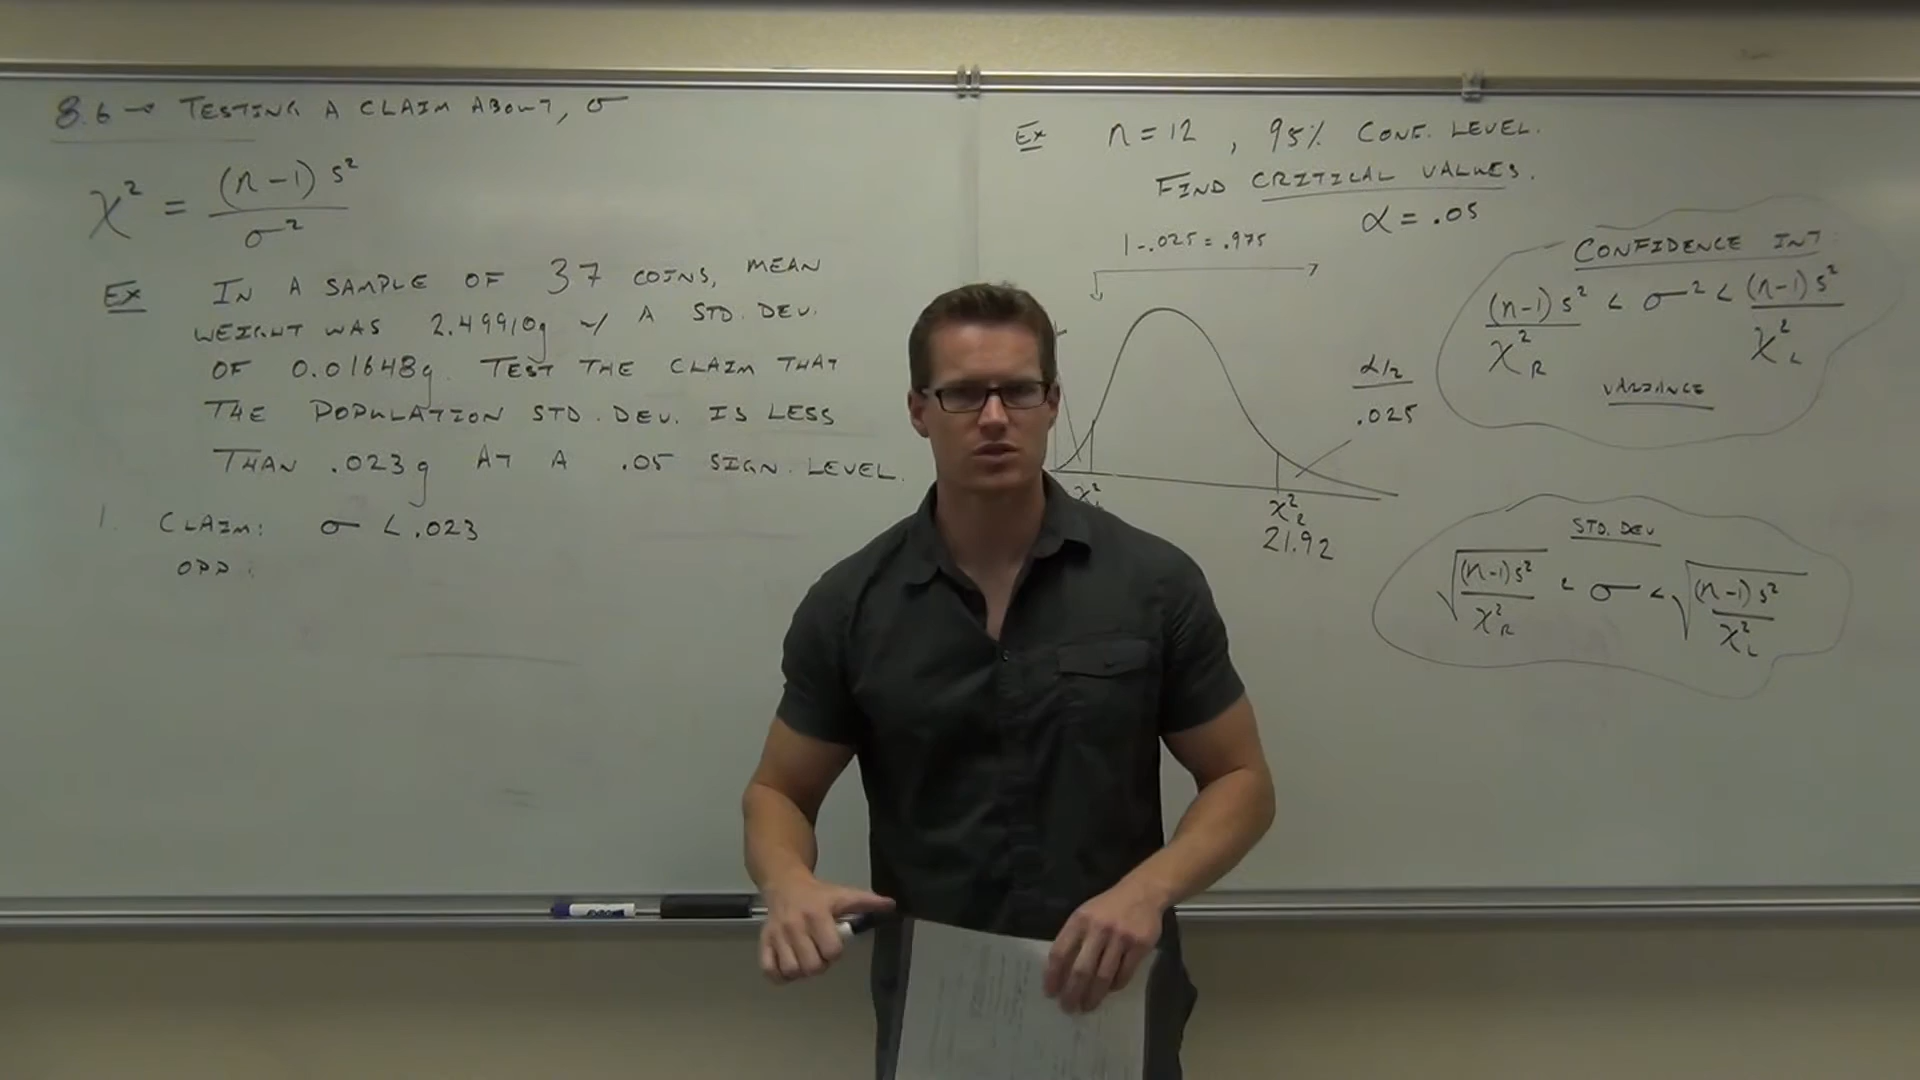 8.6 → TESTING A CLAIM ABOUT, σ
χ² = (n-1) s² / σ²
EX IN A SAMPLE OF 37 COINS, MEAN
WEIGHT WAS 2.49910g w/ A STD. DEV.
OF 0.01648g. TEST THE CLAIM THAT
THE POPULATION STD. DEV. IS LESS
THAN .023g AT A .05 SIGN. LEVEL.
1. CLAIM: σ < .023
OPP:
EX n = 12, 95% CONF. LEVEL.
FIND CRITICAL VALUES.
α = .05
1-.025 = .975
α/2
.025
χ²R
21.92
CONFIDENCE INT.
(n-1) s² / χ²R < σ² < (n-1) s² / χ²L
VARIANCE
STD. DEV
√((n-1) s² / χ²R) < σ < √((n-1) s² / χ²L)